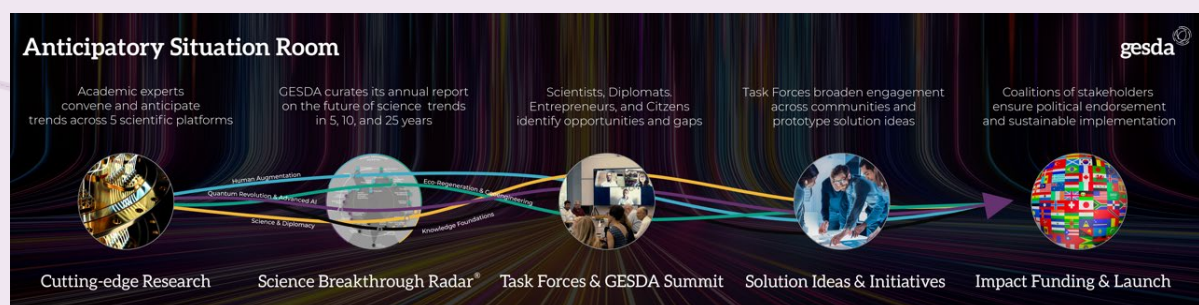 Anticipatory Situation Room
gesda
Academic experts
convene and anticipate
trends across 5 scientific platforms
GESDA curates its annual report
on the future of science trends
in 5, 10, and 25 years
Scientists, Diplomats.
Entrepreneurs, and Citzens
identify opportunities and gaps
Task Forces broaden engagement
across communities and
prototype solution ideas
Coalitions of stakeholders
ensure political endorsement
and sustainable implementation
Human Augmentation
Quantum Revolution & Advanced AI
Eco-Regeneration & Geoengineering
Science & Diplomacy
Knowledge Foundations
Cutting-edge Research
Science Breakthrough Radar®
Task Forces & GESDA Summit
Solution Ideas & Initiatives
Impact Funding & Launch